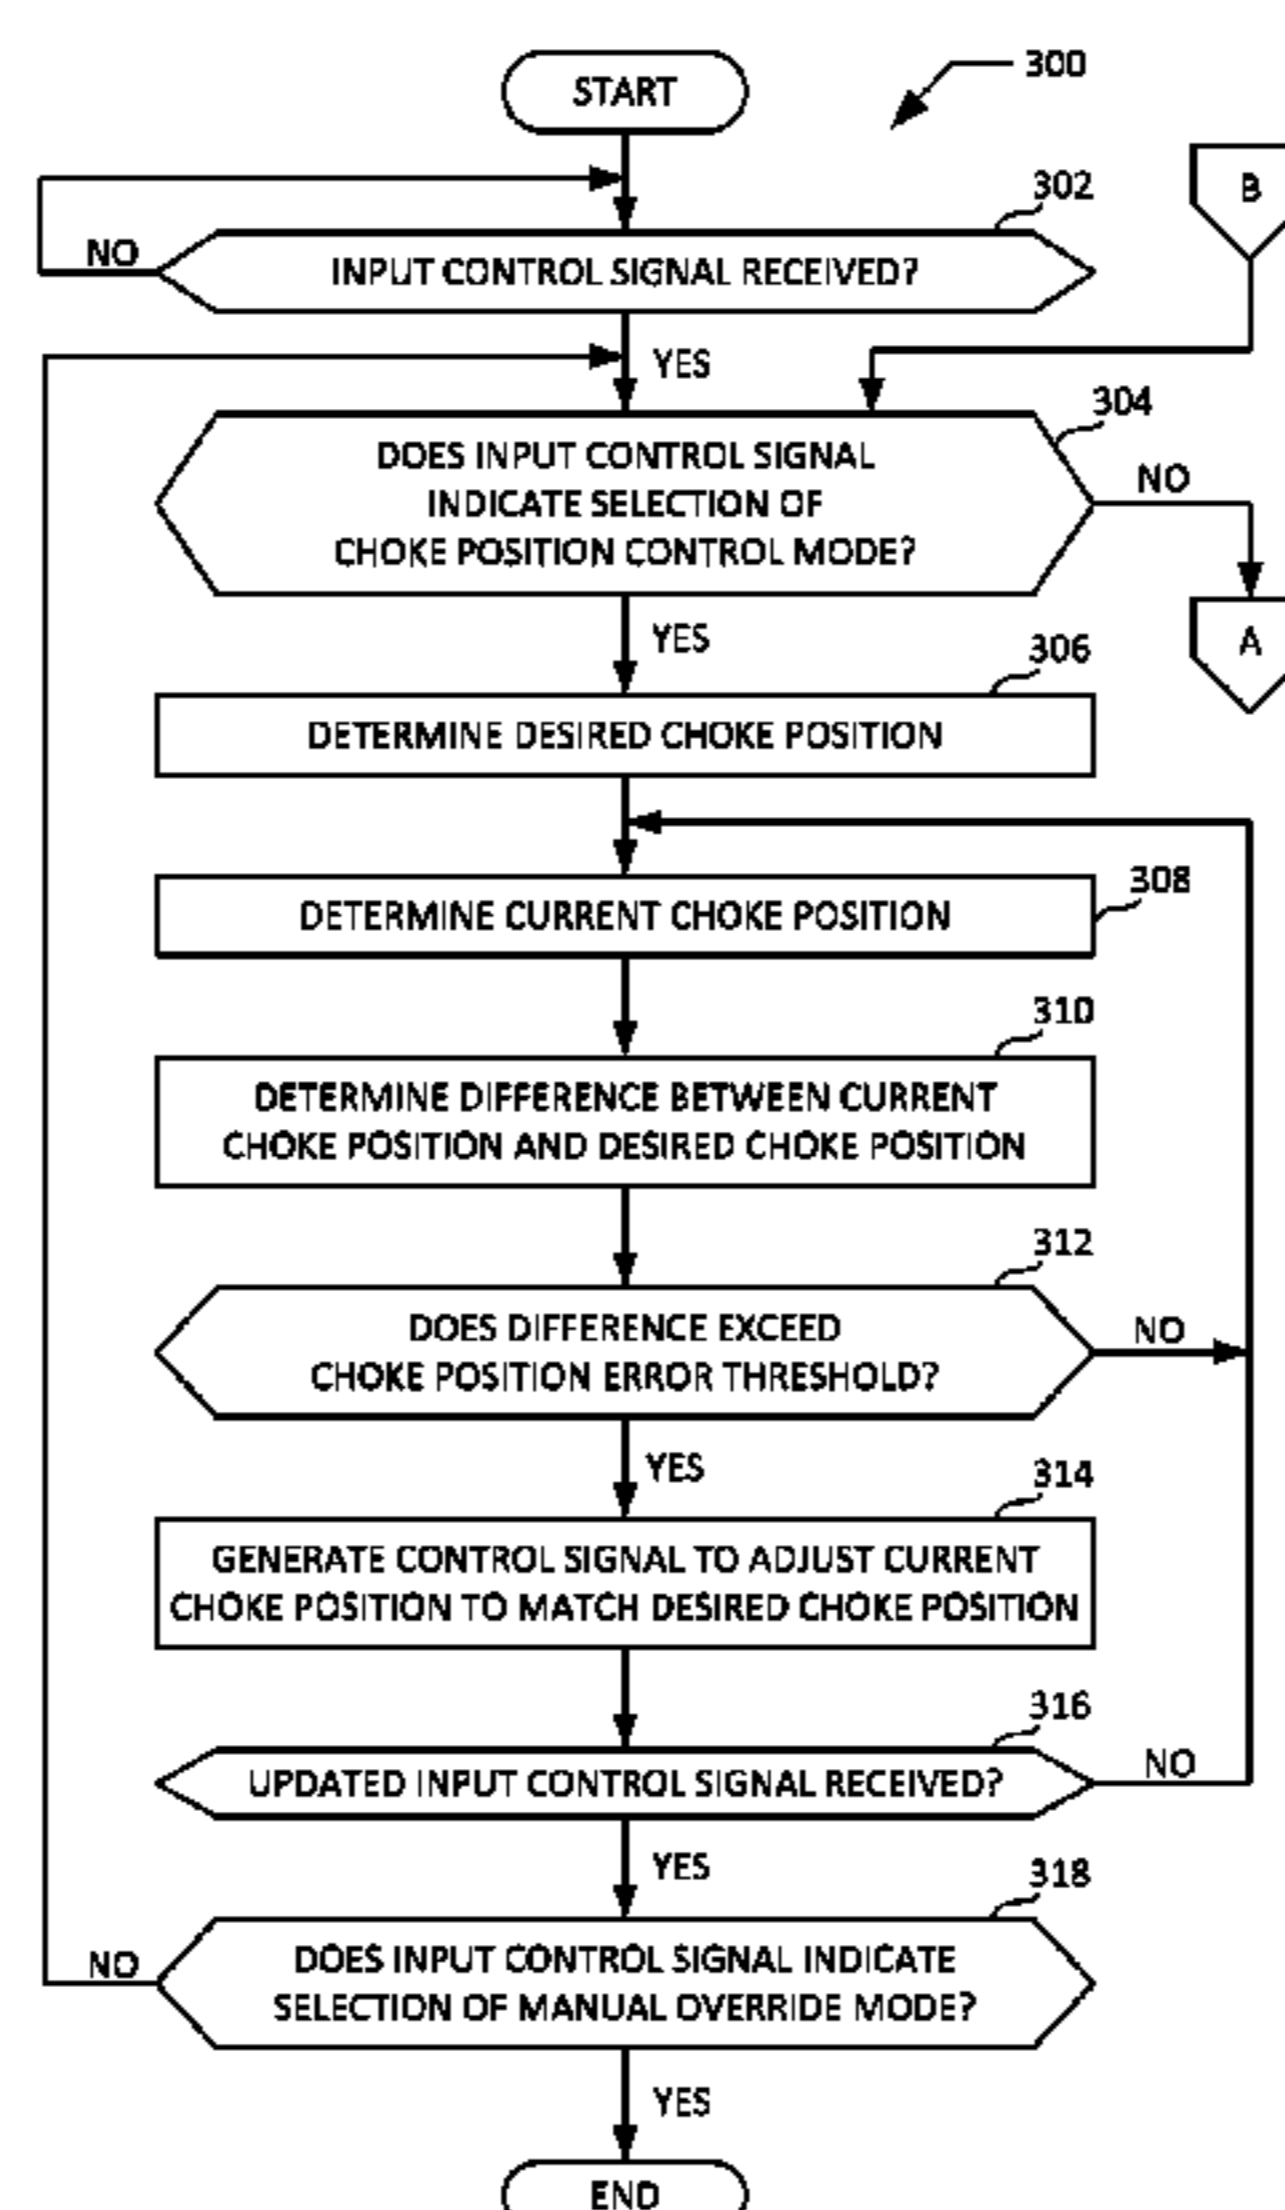 START
300
302
B
NO
INPUT CONTROL SIGNAL RECEIVED?
YES
304
DOES INPUT CONTROL SIGNAL
INDICATE SELECTION OF
CHOKE POSITION CONTROL MODE?
NO
A
YES
306
DETERMINE DESIRED CHOKE POSITION
308
DETERMINE CURRENT CHOKE POSITION
310
DETERMINE DIFFERENCE BETWEEN CURRENT
CHOKE POSITION AND DESIRED CHOKE POSITION
312
DOES DIFFERENCE EXCEED
CHOKE POSITION ERROR THRESHOLD?
NO
YES
314
GENERATE CONTROL SIGNAL TO ADJUST CURRENT
CHOKE POSITION TO MATCH DESIRED CHOKE POSITION
316
UPDATED INPUT CONTROL SIGNAL RECEIVED?
NO
YES
318
NO
DOES INPUT CONTROL SIGNAL INDICATE
SELECTION OF MANUAL OVERRIDE MODE?
YES
END